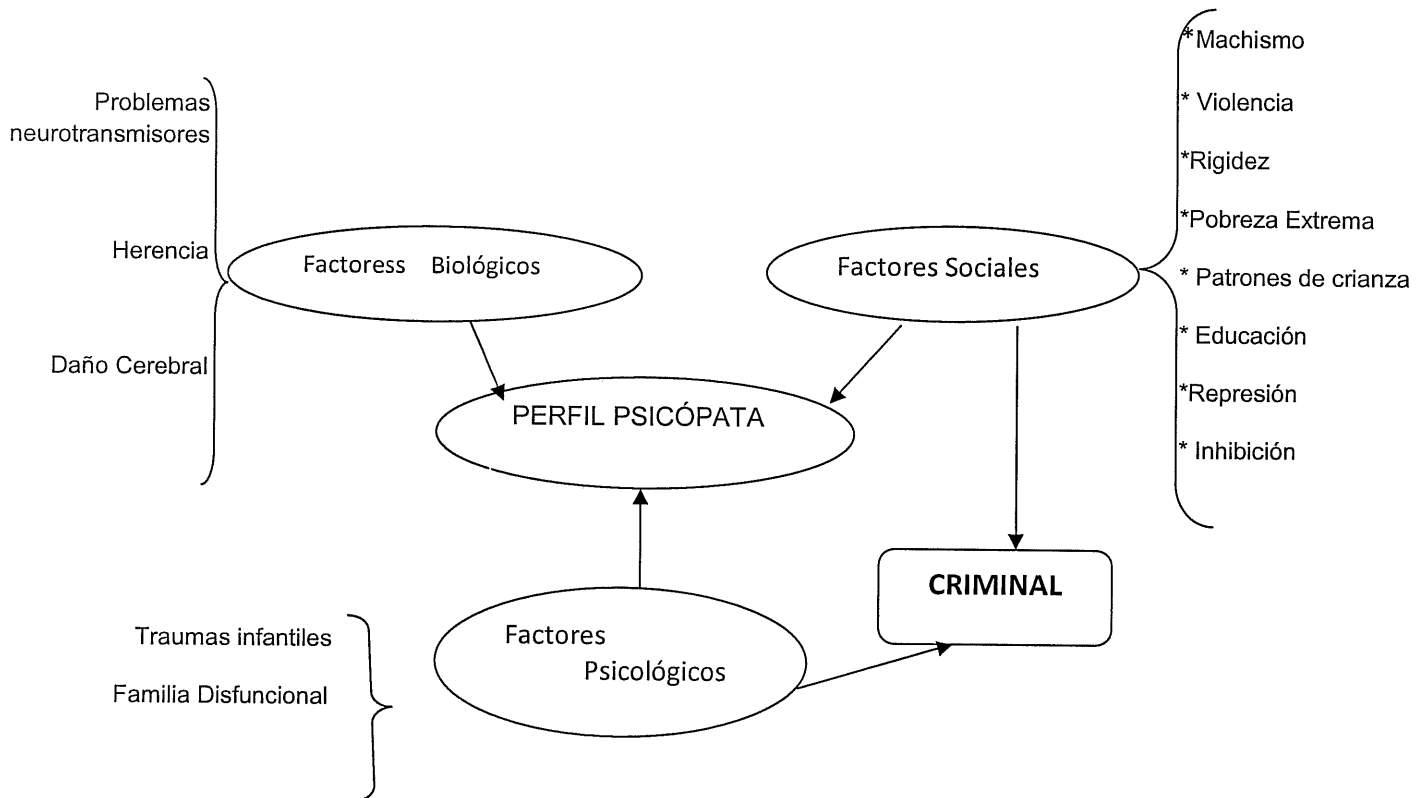 Problemas
neurotransmisores
Herencia
Daño Cerebral
Factoress Biológicos
Factores Sociales
*Machismo
* Violencia
*Rigidez
*Pobreza Extrema
* Patrones de crianza
* Educación
*Represión
* Inhibición
PERFIL PSICÓPATA
CRIMINAL
Traumas infantiles
Familia Disfuncional
Factores
Psicológicos